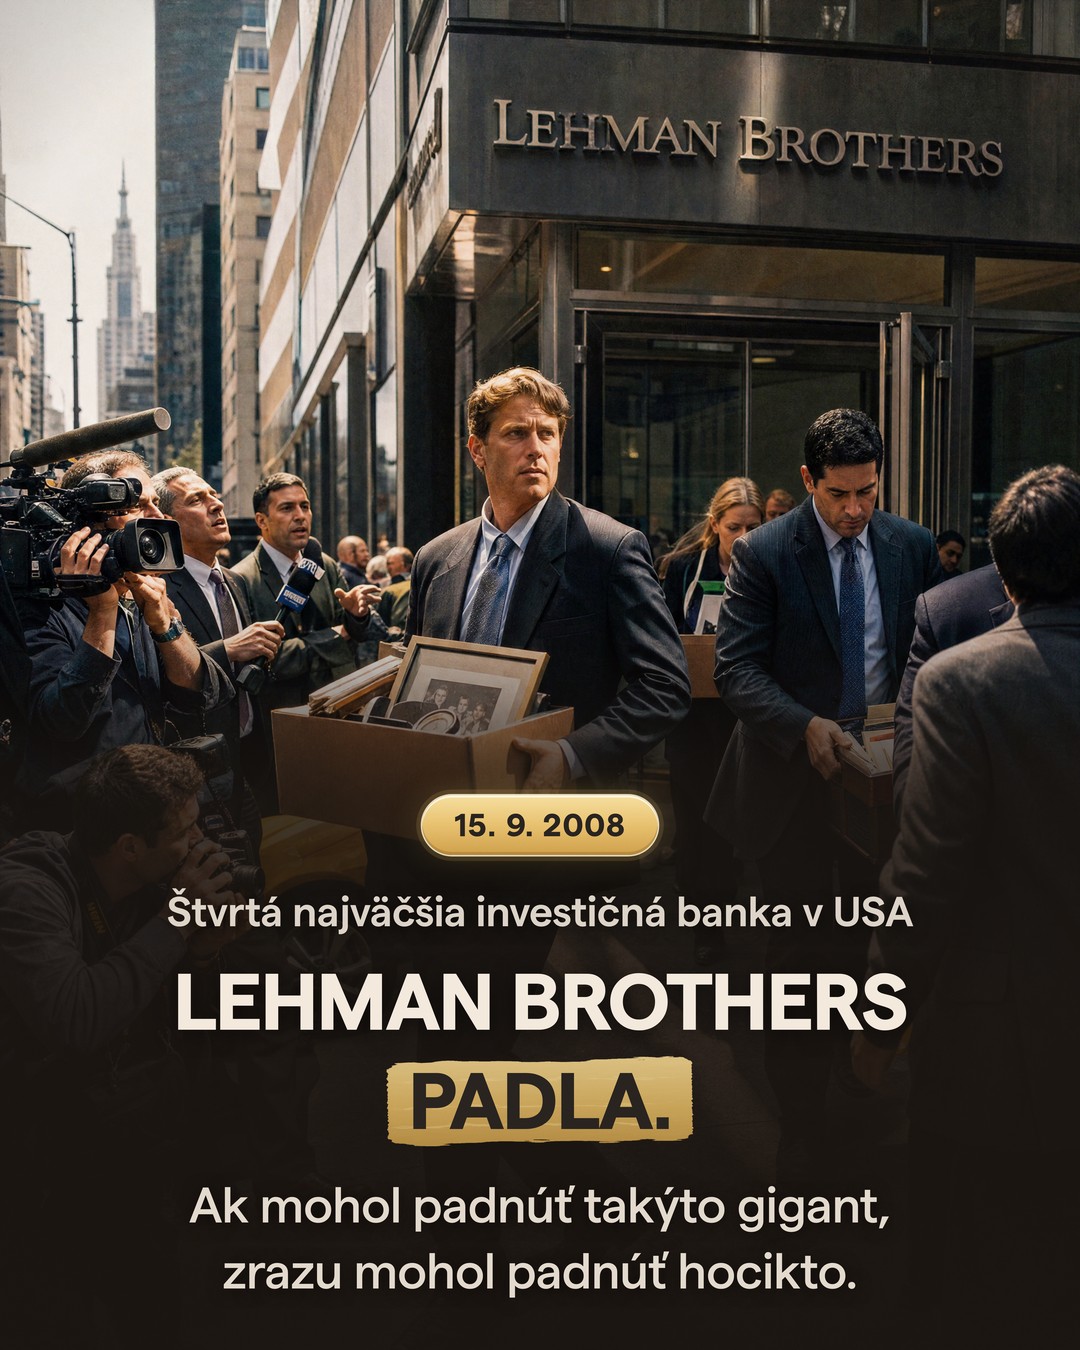 LEHMAN BROTHERS
15. 9. 2008
Štvrtá najväčšia investičná banka v USA
LEHMAN BROTHERS
PADLA.
Ak mohol padnúť takýto gigant,
zrazu mohol padnúť hocikto.